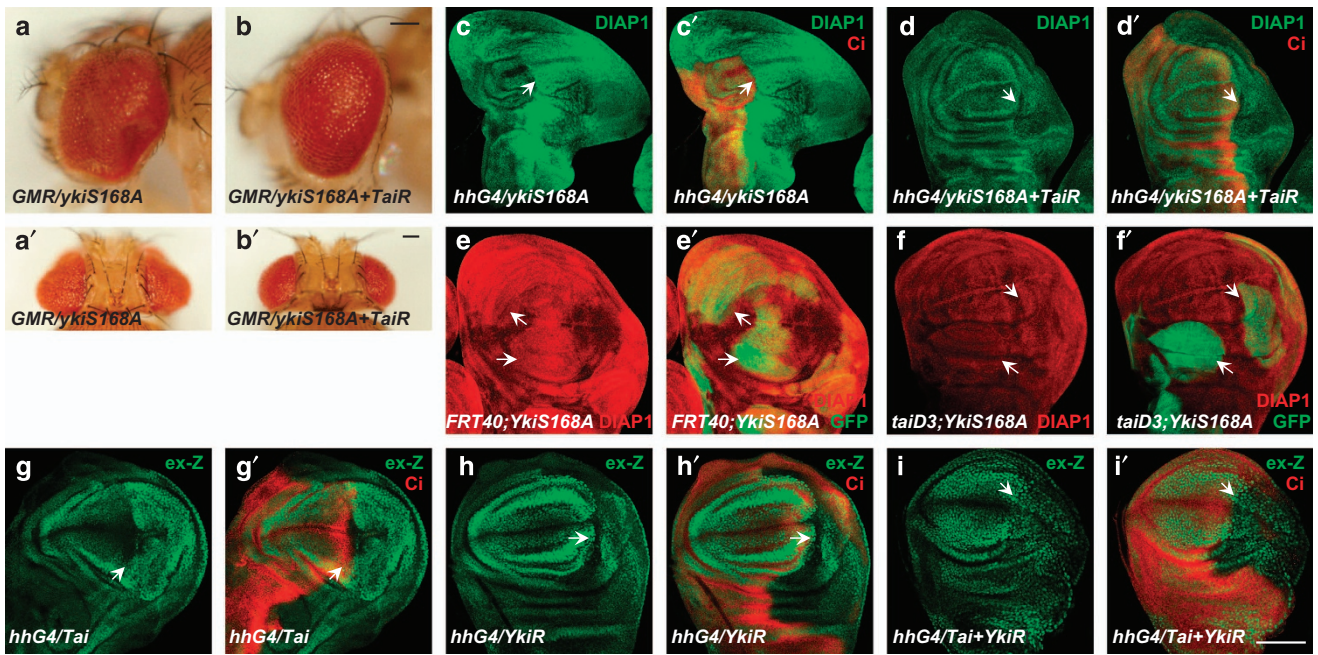 a
GMR/ykiS168A
b
GMR/ykiS168A+TaiR
c
DIAP1
hhG4/ykiS168A
c′
DIAP1
Ci
hhG4/ykiS168A
d
DIAP1
hhG4/ykiS168A+TaiR
d′
DIAP1
Ci
hhG4/ykiS168A+TaiR
a′
GMR/ykiS168A
b′
GMR/ykiS168A+TaiR
e
FRT40;YkiS168A DIAP1
e′
DIAP1
FRT40;YkiS168A GFP
f
taiD3;YkiS168A DIAP1
f′
DIAP1
taiD3;YkiS168A GFP
g
ex-Z
hhG4/Tai
g′
ex-Z
Ci
hhG4/Tai
h
ex-Z
hhG4/YkiR
h′
ex-Z
Ci
hhG4/YkiR
i
ex-Z
hhG4/Tai+YkiR
i′
ex-Z
Ci
hhG4/Tai+YkiR